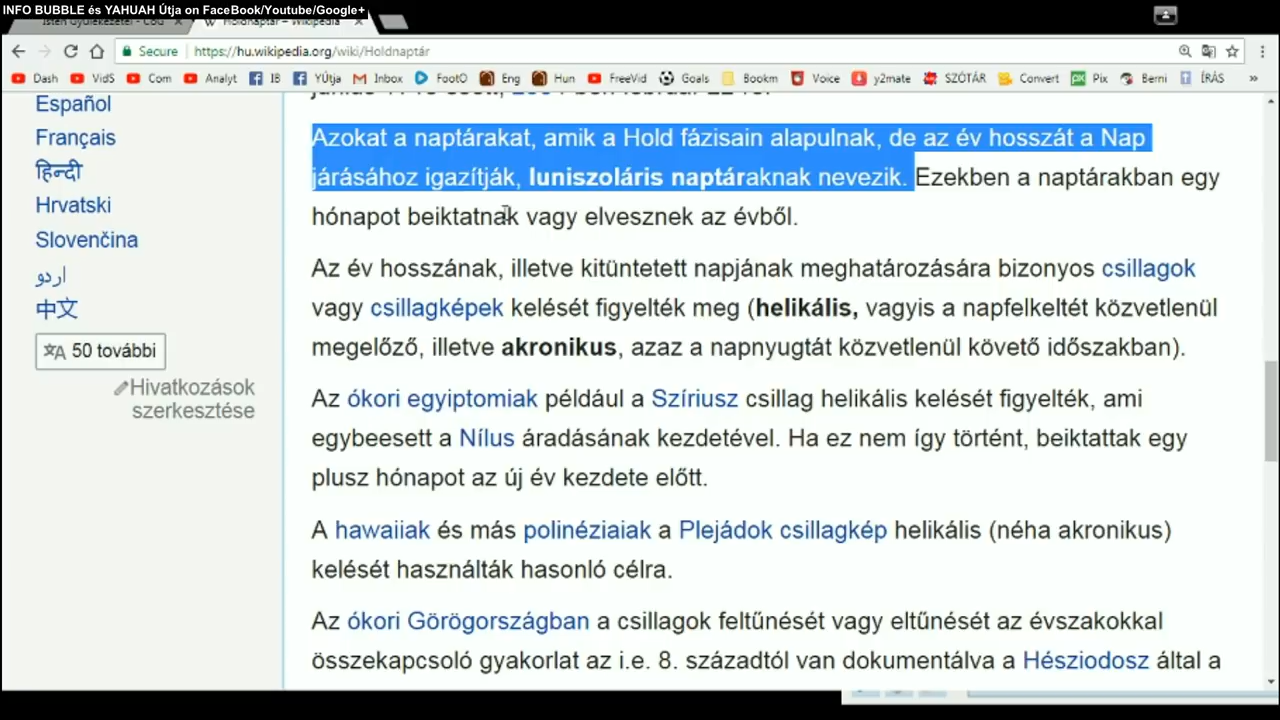 INFO BUBBLE és YAHUAH Útja on FaceBook/Youtube/Google+
Holdnaptár – Wikipédia
Secure https://hu.wikipedia.org/wiki/Holdnaptár
Dash VidS Com Analyt IB YÚtja Inbox FootO Eng Hun FreeVid Goals Bookm Voice y2mate SZÓTÁR Convert Pix Berni ÍRÁS »
Español
Français
हिन्दी
Hrvatski
Slovenčina
اردو
中文
50 további
Hivatkozások
szerkesztése
Azokat a naptárakat, amik a Hold fázisain alapulnak, de az év hosszát a Nap
járásához igazítják, luniszoláris naptáraknak nevezik. Ezekben a naptárakban egy
hónapot beiktatnak vagy elvesznek az évből.
Az év hosszának, illetve kitüntetett napjának meghatározására bizonyos csillagok
vagy csillagképek kelését figyelték meg (helikális, vagyis a napfelkeltét közvetlenül
megelőző, illetve akronikus, azaz a napnyugtát közvetlenül követő időszakban).
Az ókori egyiptomiak például a Szíriusz csillag helikális kelését figyelték, ami
egybeesett a Nílus áradásának kezdetével. Ha ez nem így történt, beiktattak egy
plusz hónapot az új év kezdete előtt.
A hawaiiak és más polinéziaiak a Plejádok csillagkép helikális (néha akronikus)
kelését használták hasonló célra.
Az ókori Görögországban a csillagok feltűnését vagy eltűnését az évszakokkal
összekapcsoló gyakorlat az i.e. 8. századtól van dokumentálva a Hésziodosz által a